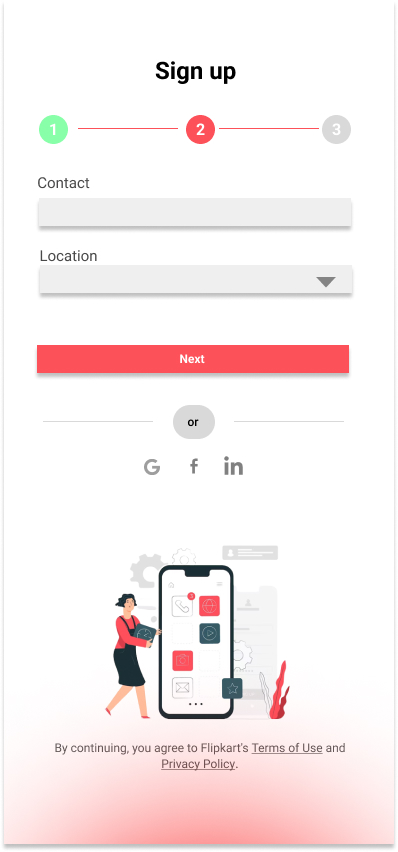 Sign up
1 2 3
Contact
Location
Next
or
G f in
By continuing, you agree to Flipkart's Terms of Use and
Privacy Policy.